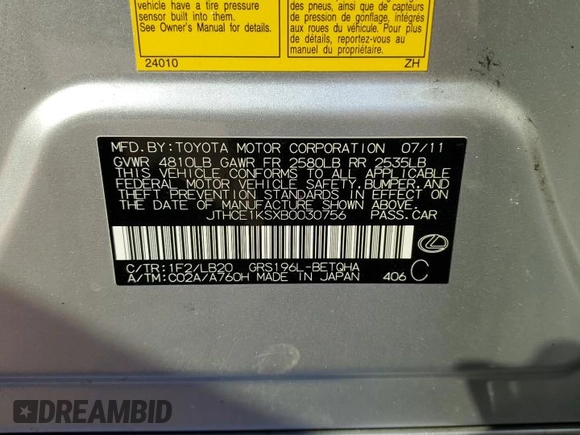 vehicle have a tire pressure
sensor built into them.
See Owner's Manual for details.
24010
des pneus, ainsi que de capteurs
de pression de gonflage, intégrés
aux roues du véhicule.
Reportez-vous au
manuel du propriétaire.
ZH
MFD.BY:TOYOTA MOTOR CORPORATION 07/11
GVWR 4810LB GAWR FR 2580LB RR 2535LB
THIS VEHICLE CONFORMS TO ALL APPLICABLE
FEDERAL MOTOR VEHICLE SAFETY,BUMPER,AND
THEFT PREVENTION STANDARDS IN EFFECT ON
THE DATE OF MANUFACTURE SHOWN ABOVE.
JTHCE1KSXB0030756 PASS.CAR
C/TR:1F2/LB20 GRS196L-BETQHA
A/TM:C02A/A760H MADE IN JAPAN 406 C
DREAMBID